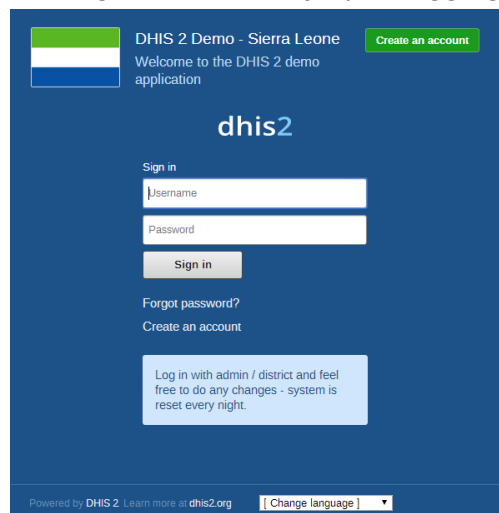 DHIS 2 Demo - Sierra Leone
Create an account
Welcome to the DHIS 2 demo
application
dhis2
Sign in
Username
Password
Sign in
Forgot password?
Create an account
Log in with admin / district and feel
free to do any changes - system is
reset every night.
Powered by DHIS 2 Learn more at dhis2.org
[ Change language ]